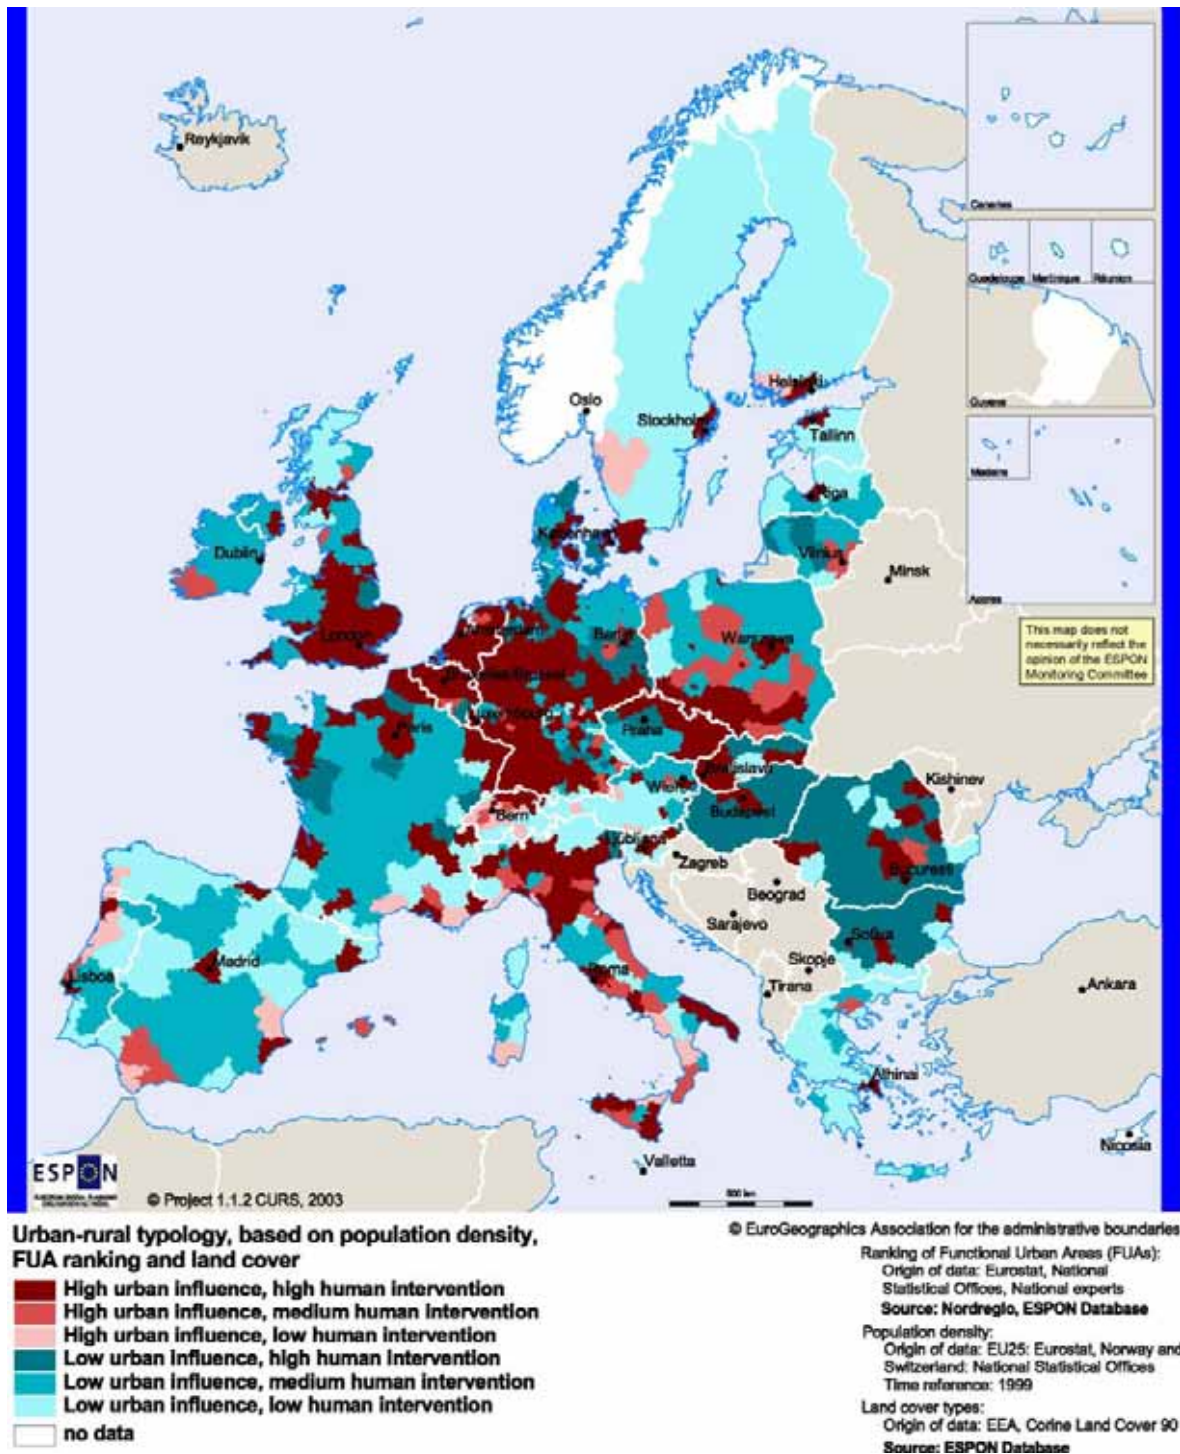 Reykjavik
Canaries
Guadeloupe
Martinique
Réunion
Guyane
Madeira
Acores
Oslo
Helsinki
Stockholm
Tallinn
Riga
København
Dublin
Vilnius
Minsk
London
Amsterdam
Berlin
Warszawa
This map does not
necessarily reflect the
opinion of the ESPON
Monitoring Committee
Luxembourg
Paris
Praha
Kishinev
Bratislava
Wien
Budapest
Bern
Ljubljana
Zagreb
Bucuresti
Beograd
Sarajevo
Sofiya
Skopje
Madrid
Roma
Lisboa
Tirana
Ankara
Athinai
Nicosia
Valletta
ESPON
© Project 1.1.2 CURS, 2003
500 km
Urban-rural typology, based on population density,
FUA ranking and land cover
High urban influence, high human intervention
High urban influence, medium human intervention
High urban influence, low human intervention
Low urban influence, high human intervention
Low urban influence, medium human intervention
Low urban influence, low human intervention
no data
© EuroGeographics Association for the administrative boundaries
Ranking of Functional Urban Areas (FUAs):
Origin of data: Eurostat, National
Statistical Offices, National experts
Source: Nordregio, ESPON Database
Population density:
Origin of data: EU25: Eurostat, Norway and
Switzerland: National Statistical Offices
Time reference: 1999
Land cover types:
Origin of data: EEA, Corine Land Cover 90
Source: ESPON Database